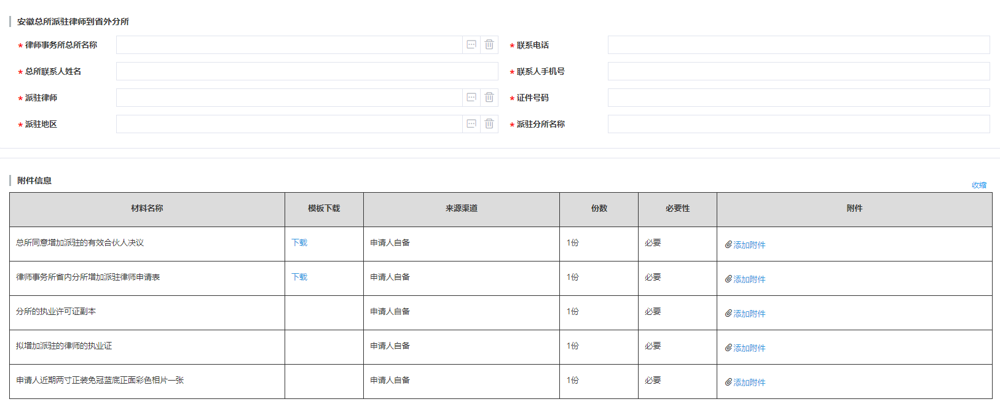 安徽总所派驻律师到省外分所
* 律师事务所总所名称 * 联系电话
* 总所联系人姓名 * 联系人手机号
* 派驻律师 * 证件号码
* 派驻地区 * 派驻分所名称
附件信息
收缩
材料名称 模板下载 来源渠道 份数 必要性 附件
总所同意增加派驻的有效合伙人决议 下载 申请人自备 1份 必要 添加附件
律师事务所省内分所增加派驻律师申请表 下载 申请人自备 1份 必要 添加附件
分所的执业许可证副本 申请人自备 1份 必要 添加附件
拟增加派驻的律师的执业证 申请人自备 1份 必要 添加附件
申请人近期两寸正装免冠蓝底正面彩色相片一张 申请人自备 1份 必要 添加附件